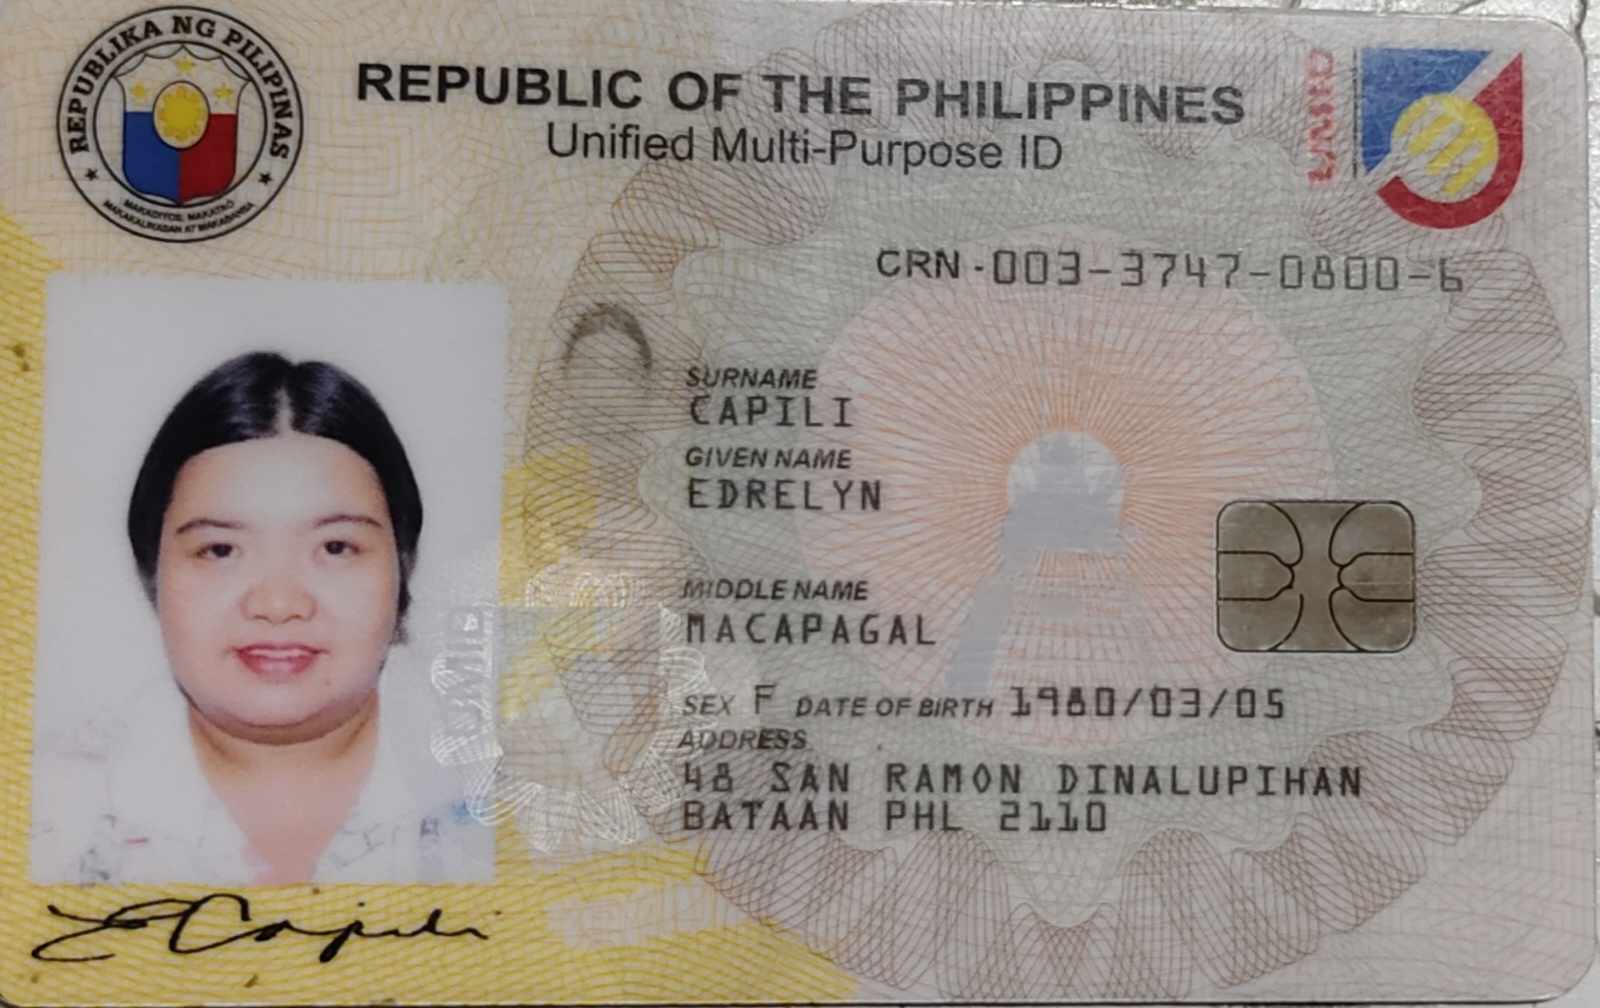 REPUBLIKA NG PILIPINAS
MAKADIYOS, MAKATAO
MAKAKALIKASAN AT MAKABANSA
REPUBLIC OF THE PHILIPPINES
Unified Multi-Purpose ID
UMID
CRN-003-3747-0800-6
SURNAME
CAPILI
GIVEN NAME
EDRELYN
MIDDLE NAME
MACAPAGAL
SEX F DATE OF BIRTH 1980/03/05
ADDRESS
48 SAN RAMON DINALUPIHAN
BATAAN PHL 2110
E Capili